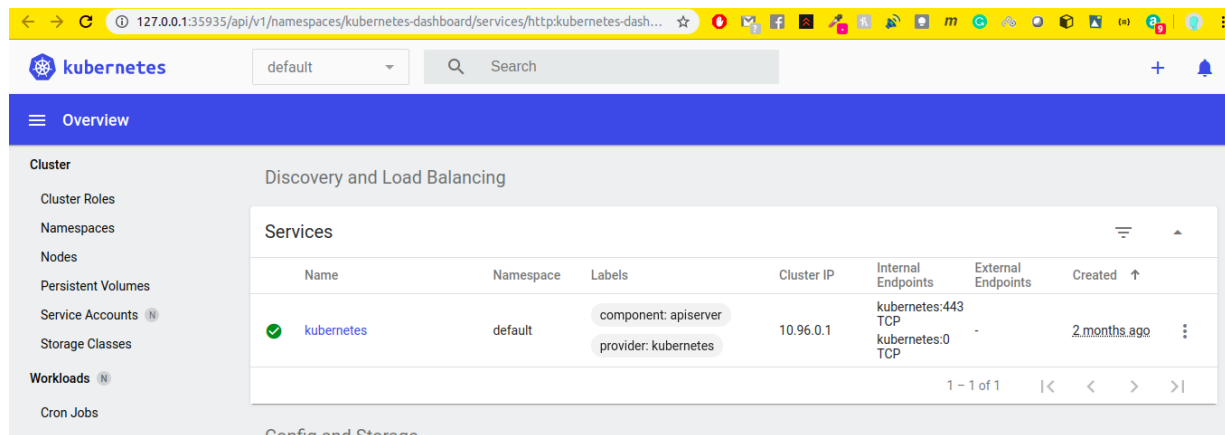 127.0.0.1:35935/api/v1/namespaces/kubernetes-dashboard/services/http:kubernetes-dash...
kubernetes
default
Search
Overview
Cluster
Cluster Roles
Namespaces
Nodes
Persistent Volumes
Service Accounts N
Storage Classes
Workloads N
Cron Jobs
Discovery and Load Balancing
Services
Name Namespace Labels Cluster IP Internal Endpoints External Endpoints Created
kubernetes default component: apiserver 10.96.0.1 kubernetes:443 TCP - 2 months ago
provider: kubernetes kubernetes:0 TCP
1 – 1 of 1
Config and Storage